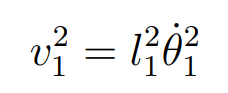 $v_1^2 = l_1^2 \dot{\theta}_1^2$